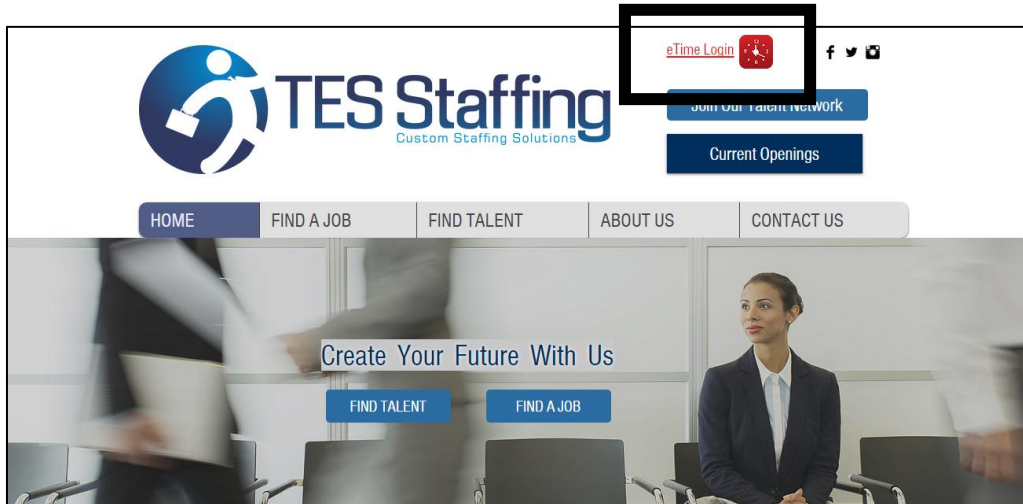 eTime Login
TES Staffing
Custom Staffing Solutions
Join Our Talent Network
Current Openings
HOME FIND A JOB FIND TALENT ABOUT US CONTACT US
Create Your Future With Us
FIND TALENT FIND A JOB